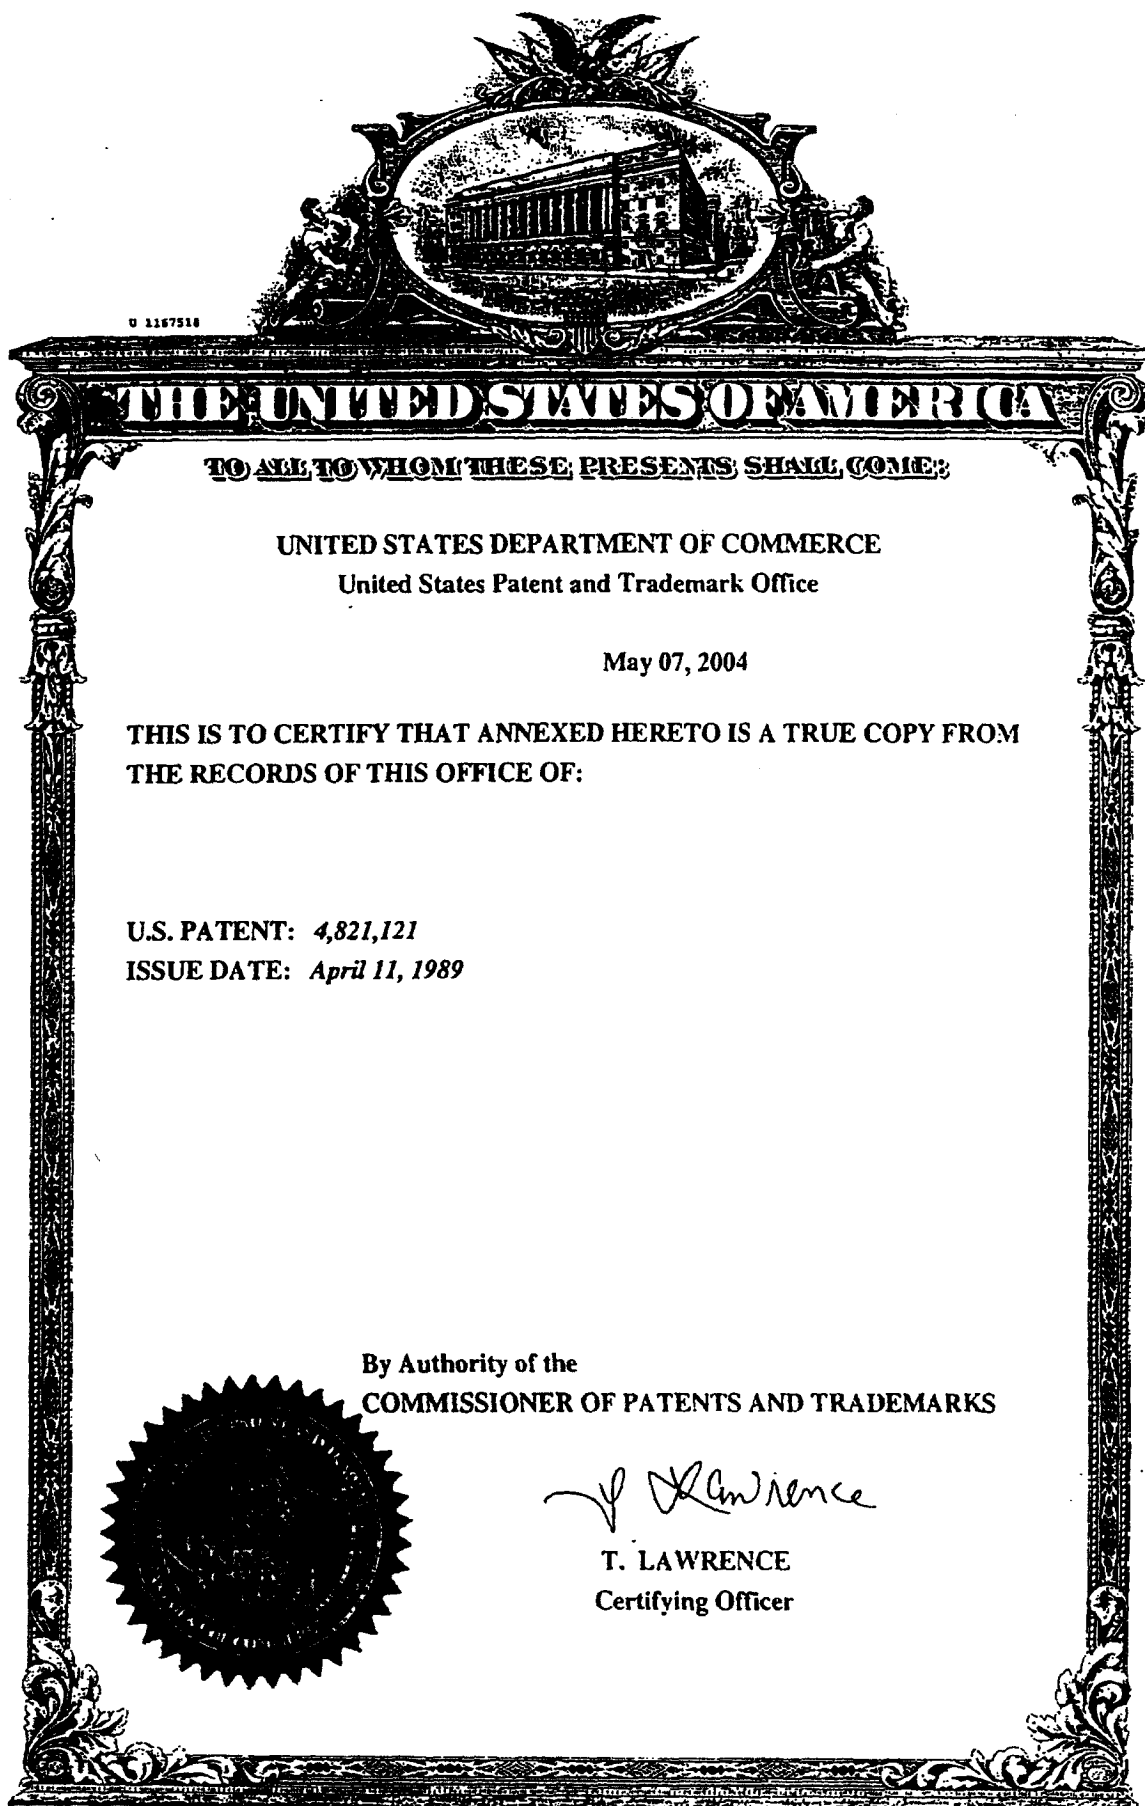 U 1167518
THE UNITED STATES OF AMERICA
TO ALL TO WHOM THESE PRESENTS SHALL COME:
UNITED STATES DEPARTMENT OF COMMERCE
United States Patent and Trademark Office
May 07, 2004
THIS IS TO CERTIFY THAT ANNEXED HERETO IS A TRUE COPY FROM
THE RECORDS OF THIS OFFICE OF:
U.S. PATENT: 4,821,121
ISSUE DATE: April 11, 1989
By Authority of the
COMMISSIONER OF PATENTS AND TRADEMARKS
T Lawrence
T. LAWRENCE
Certifying Officer